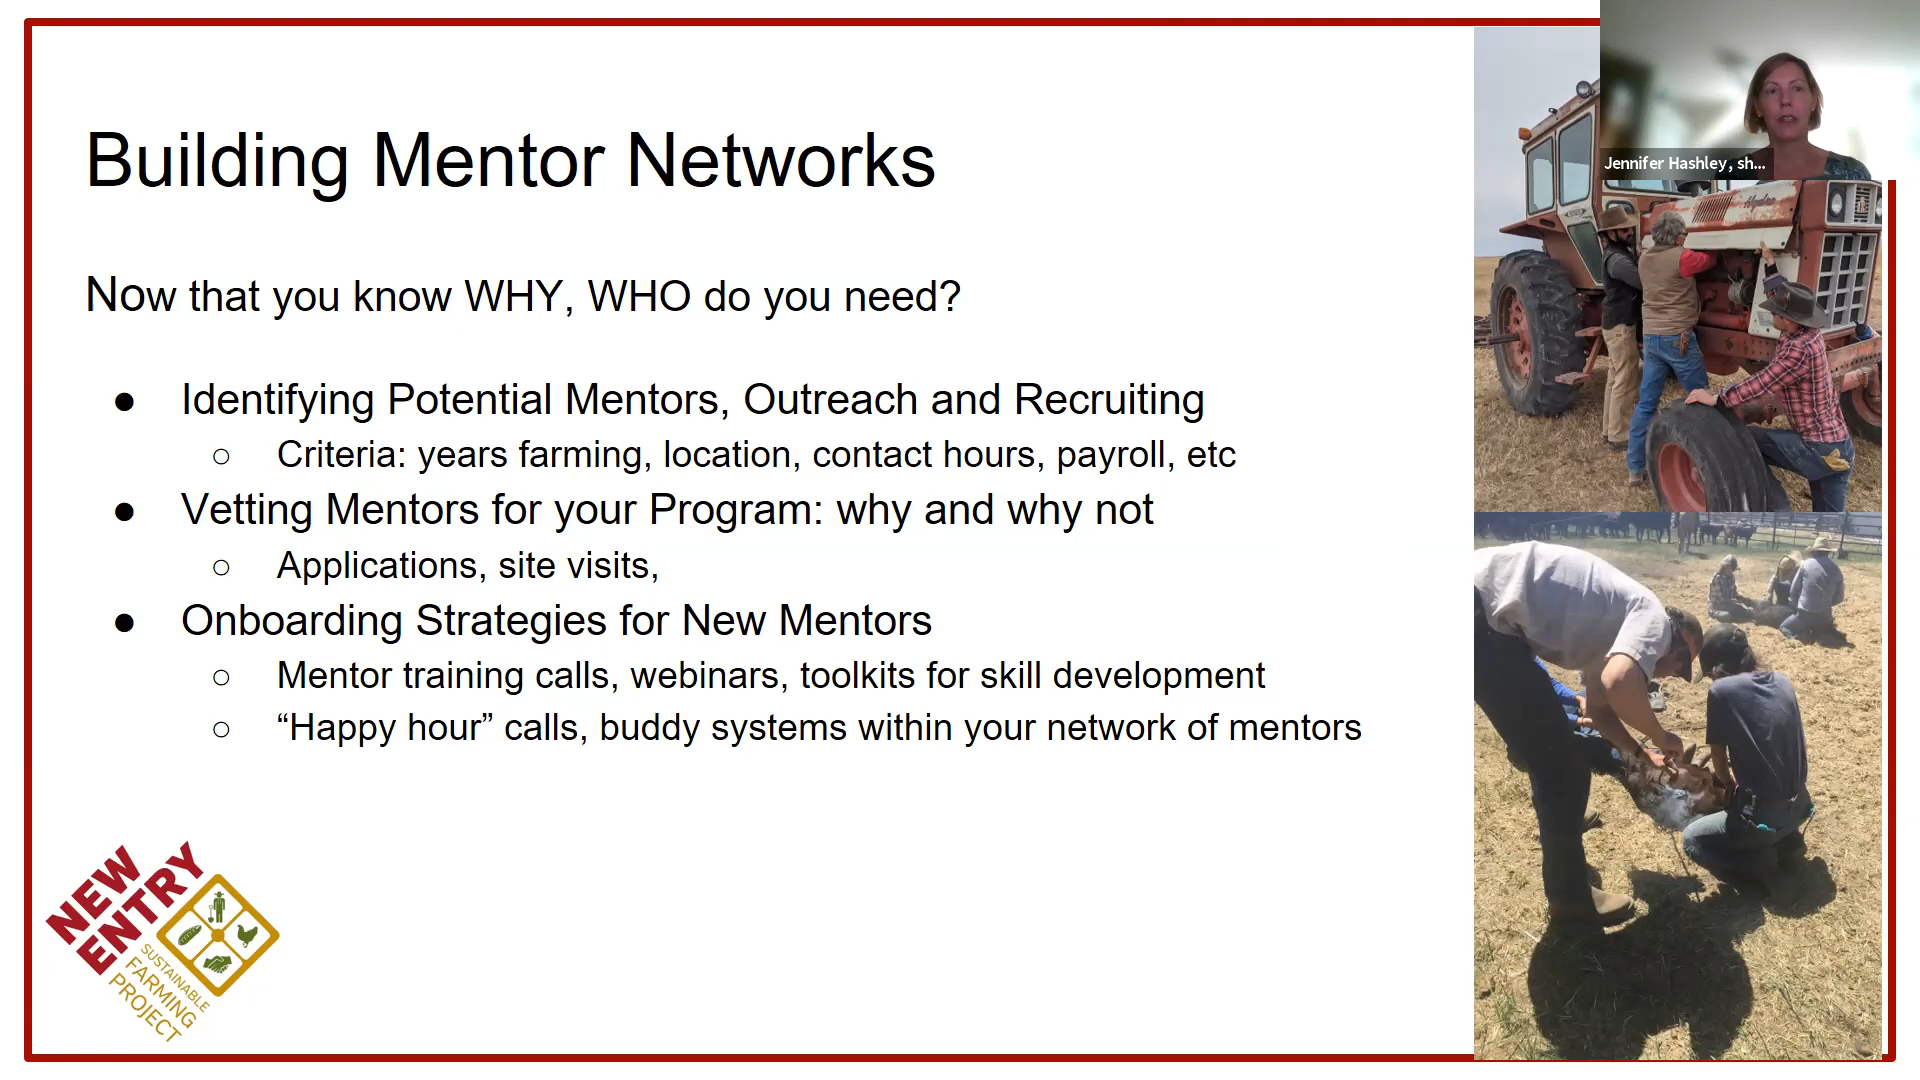 Building Mentor Networks
Now that you know WHY, WHO do you need?
● Identifying Potential Mentors, Outreach and Recruiting
○ Criteria: years farming, location, contact hours, payroll, etc
● Vetting Mentors for your Program: why and why not
○ Applications, site visits,
● Onboarding Strategies for New Mentors
○ Mentor training calls, webinars, toolkits for skill development
○ “Happy hour” calls, buddy systems within your network of mentors
Jennifer Hashley, sh...
Hydro
NEW
ENTRY
SUSTAINABLE
FARMING
PROJECT